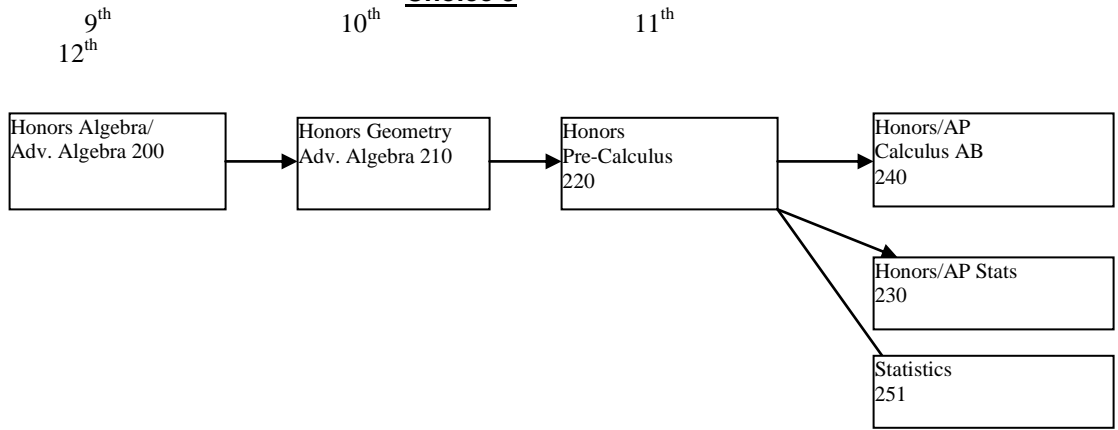 9th 10th 11th
12th
Honors Algebra/
Adv. Algebra 200
Honors Geometry
Adv. Algebra 210
Honors
Pre-Calculus
220
Honors/AP
Calculus AB
240
Honors/AP Stats
230
Statistics
251